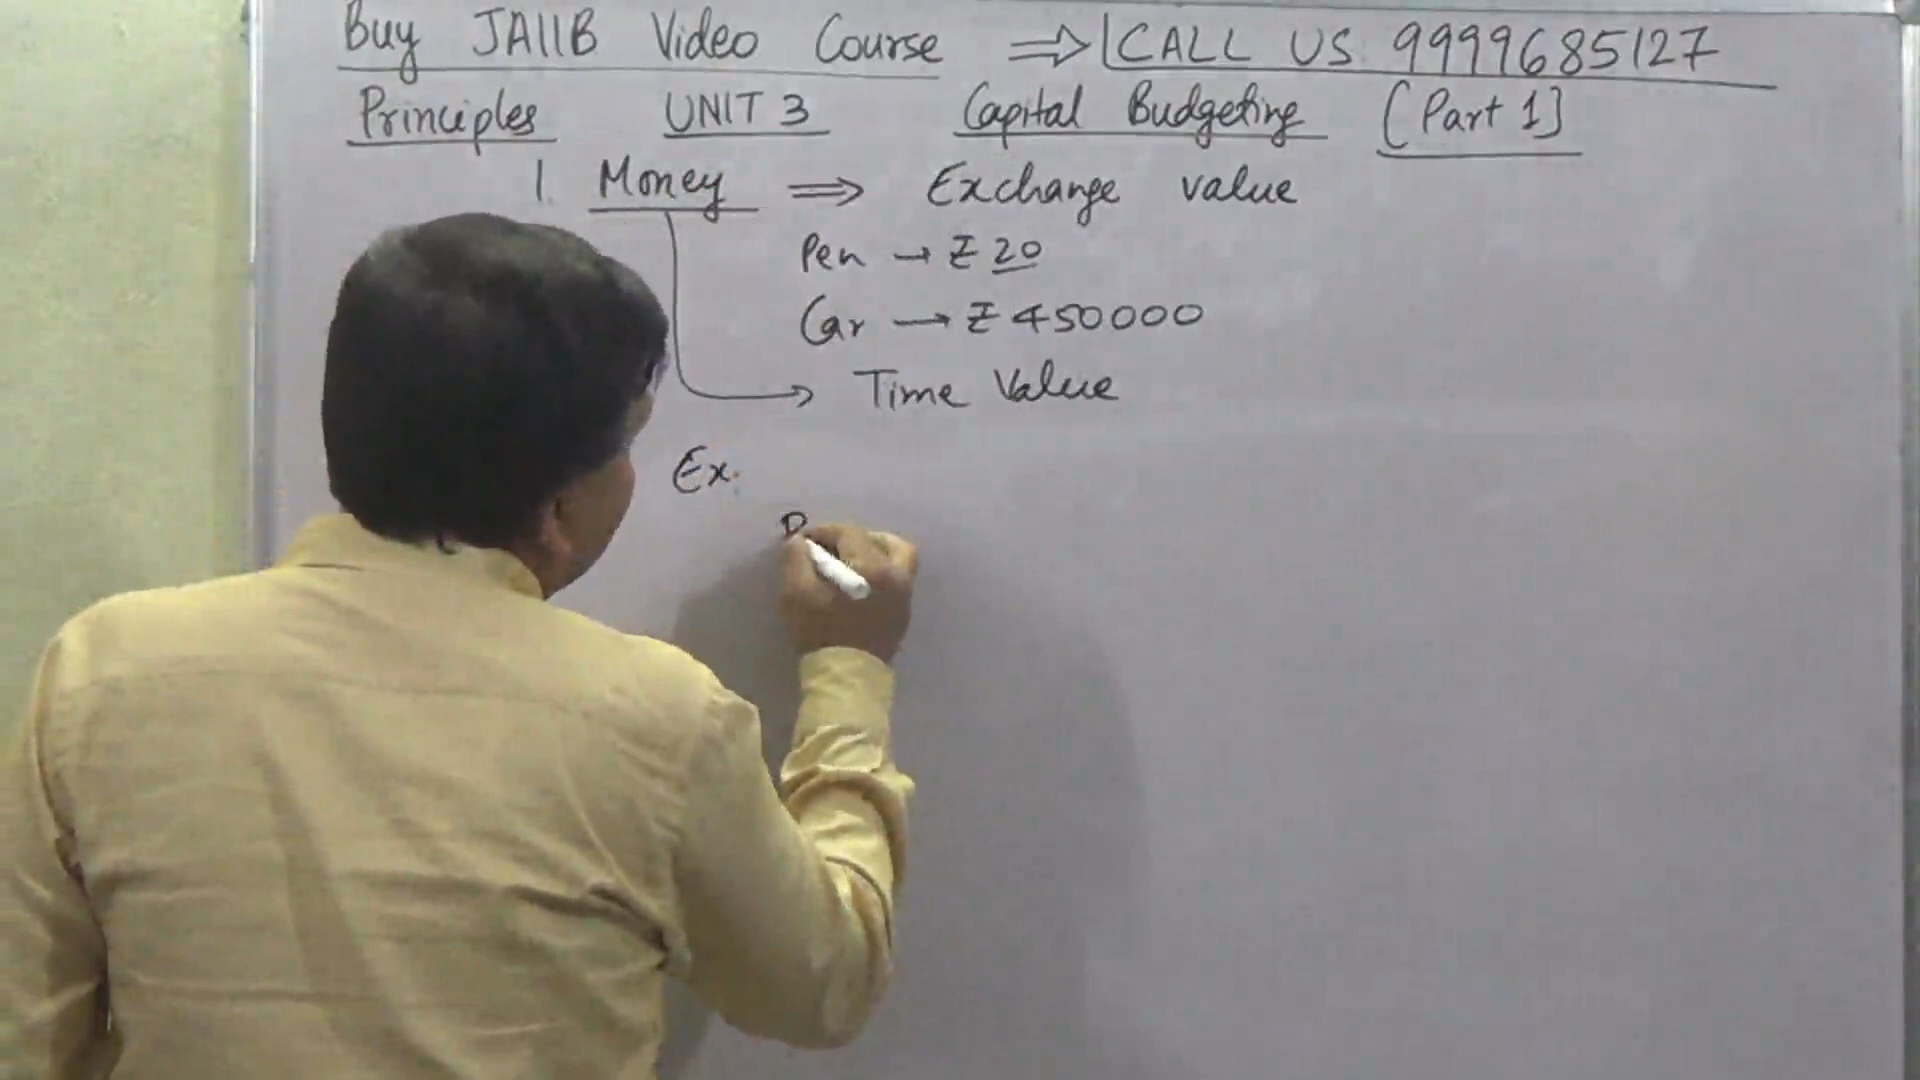 Buy JAIIB Video Course ⇒ CALL US 9999685127
Principles UNIT 3 Capital Budgeting [Part 1]
1. Money ⇒ Exchange value
Pen → ₹ 20
Car → ₹ 450000
Time Value
Ex.